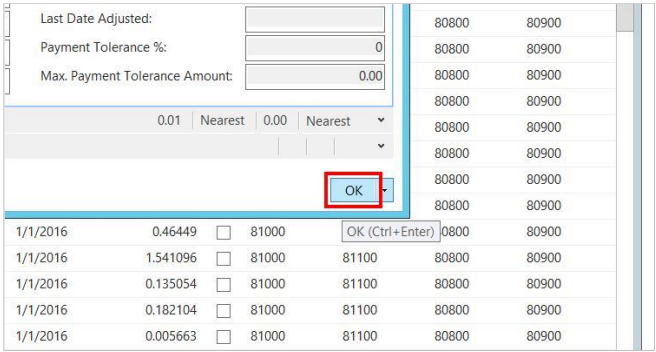 Last Date Adjusted: 80800 80900
Payment Tolerance %: 0 80800 80900
Max. Payment Tolerance Amount: 0.00 80800 80900
80800 80900
0.01 Nearest 0.00 Nearest 80800 80900
80800 80900
OK 80800 80900
80800 80900
1/1/2016 0.46449 81000 OK (Ctrl+Enter) 0800 80900
1/1/2016 1.541096 81000 81100 80800 80900
1/1/2016 0.135054 81000 81100 80800 80900
1/1/2016 0.182104 81000 81100 80800 80900
1/1/2016 0.005663 81000 81100 80800 80900